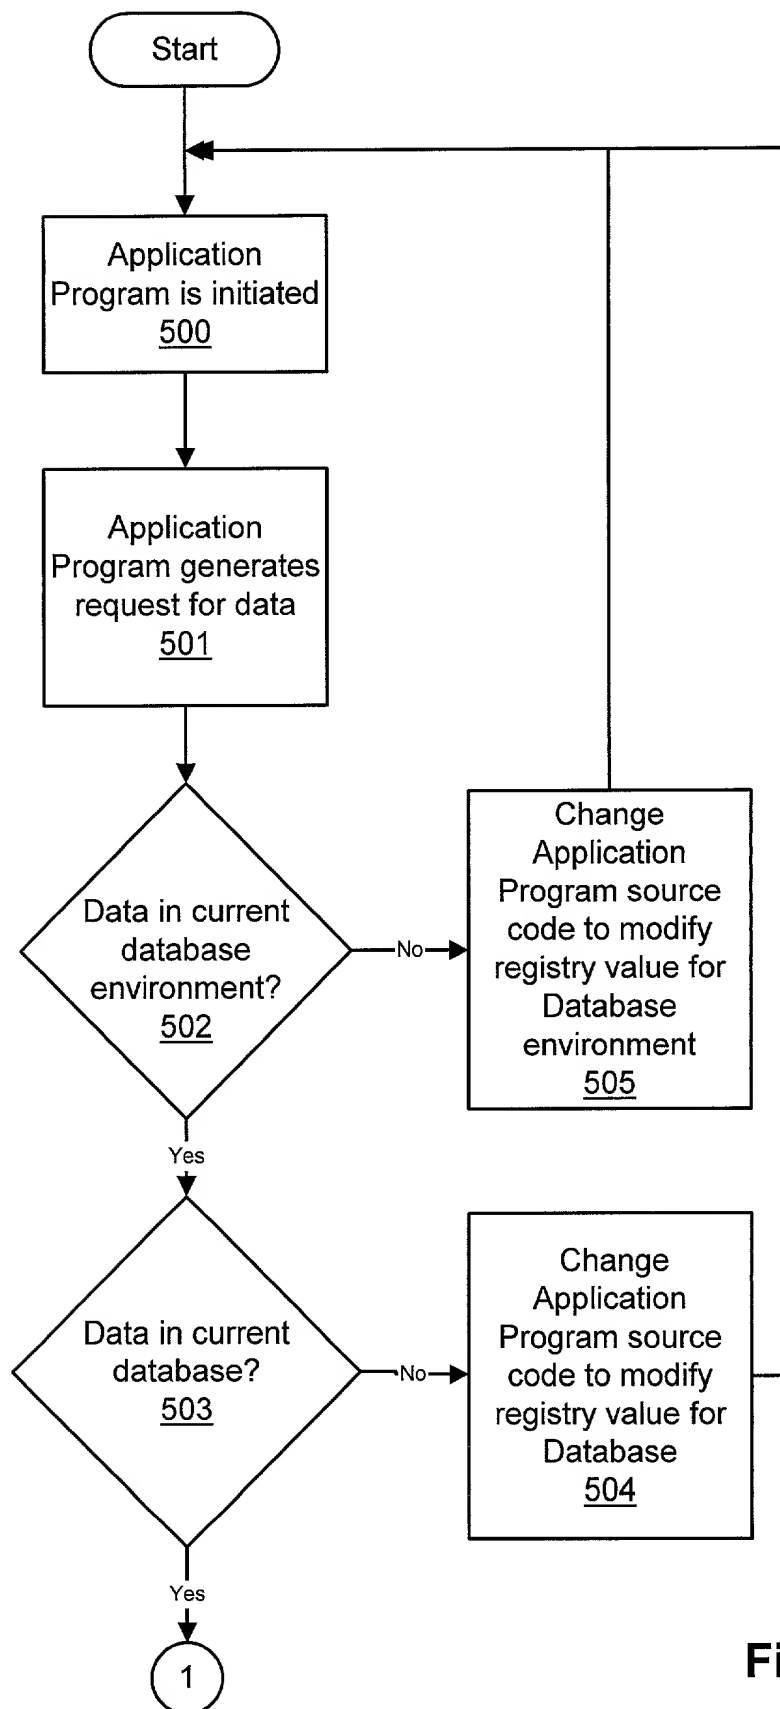 Start
Application
Program is initiated
500
Application
Program generates
request for data
501
Data in current
database
environment?
502
No
Change
Application
Program source
code to modify
registry value for
Database
environment
505
Yes
Data in current
database?
503
No
Change
Application
Program source
code to modify
registry value for
Database
504
Yes
1
Fi